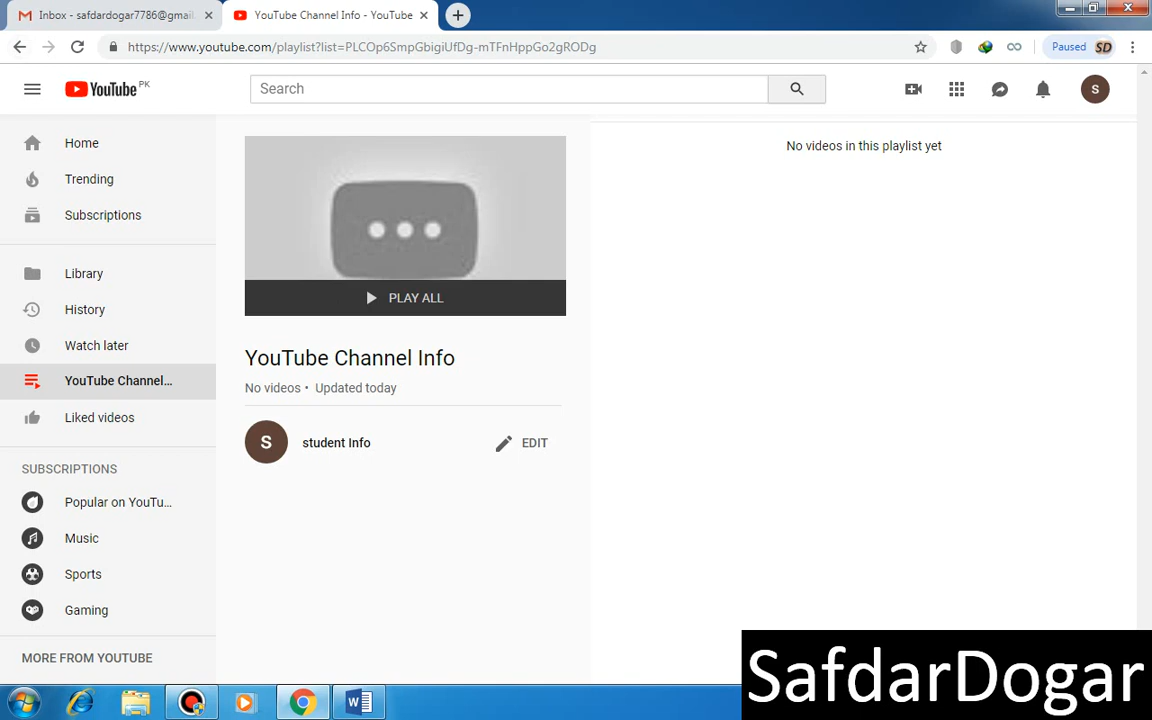 Inbox - safdardogar7786@gmai
YouTube Channel Info - YouTube
https://www.youtube.com/playlist?list=PLCOp6SmpGbigiUfDg-mTFnHppGo2gRODg
Paused
SD
YouTube PK
Search
S
Home
Trending
Subscriptions
Library
History
Watch later
YouTube Channel...
Liked videos
SUBSCRIPTIONS
Popular on YouTu...
Music
Sports
Gaming
MORE FROM YOUTUBE
PLAY ALL
YouTube Channel Info
No videos • Updated today
S
student Info
EDIT
No videos in this playlist yet
SafdarDogar